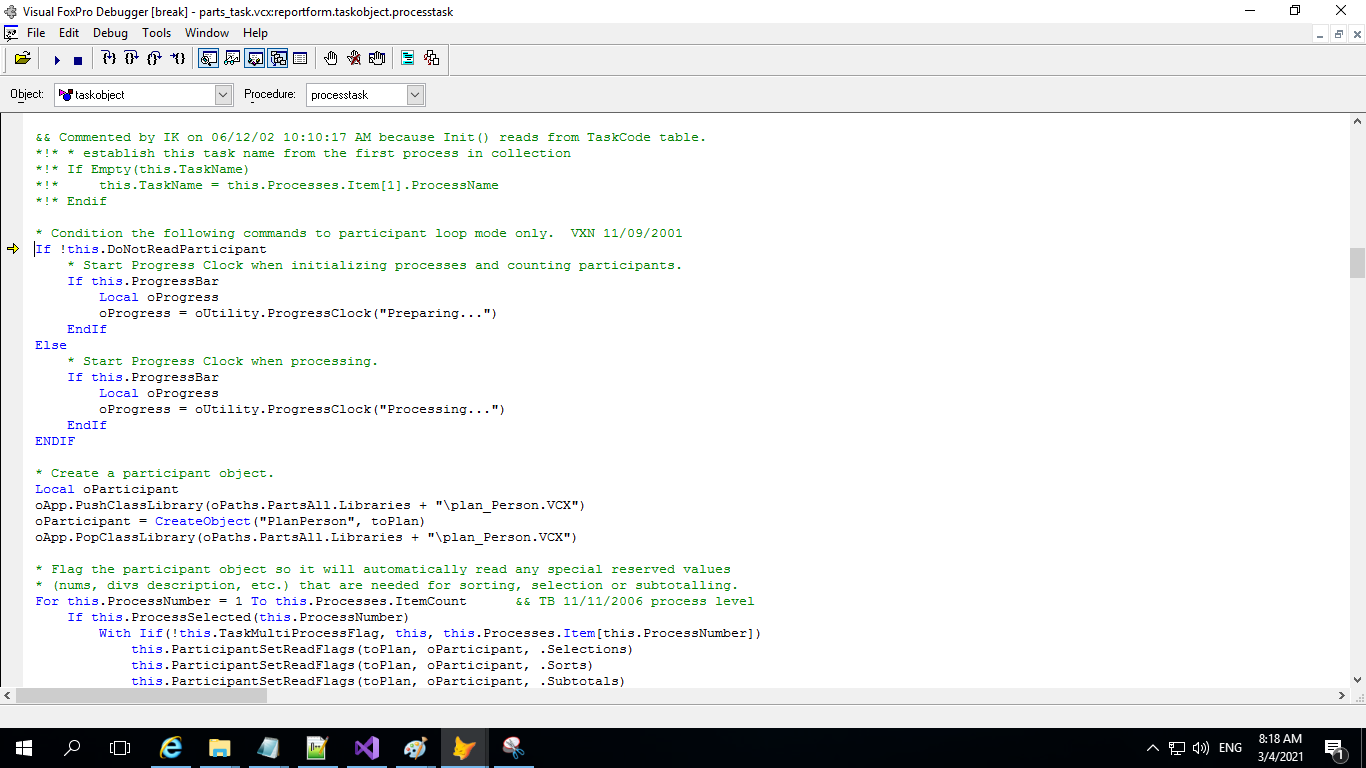 Visual FoxPro Debugger [break] - parts_task.vcx:reportform.taskobject.processtask
File Edit Debug Tools Window Help
Object: taskobject Procedure: processtask
&& Commented by IK on 06/12/02 10:10:17 AM because Init() reads from TaskCode table.
*!* * establish this task name from the first process in collection
*!* If Empty(this.TaskName)
*!*     this.TaskName = this.Processes.Item[1].ProcessName
*!* Endif
* Condition the following commands to participant loop mode only.  VXN 11/09/2001
If !this.DoNotReadParticipant
    * Start Progress Clock when initializing processes and counting participants.
    If this.ProgressBar
        Local oProgress
        oProgress = oUtility.ProgressClock("Preparing...")
    EndIf
Else
    * Start Progress Clock when processing.
    If this.ProgressBar
        Local oProgress
        oProgress = oUtility.ProgressClock("Processing...")
    EndIf
ENDIF
* Create a participant object.
Local oParticipant
oApp.PushClassLibrary(oPaths.PartsAll.Libraries + "\plan_Person.VCX")
oParticipant = CreateObject("PlanPerson", toPlan)
oApp.PopClassLibrary(oPaths.PartsAll.Libraries + "\plan_Person.VCX")
* Flag the participant object so it will automatically read any special reserved values
* (nums, divs description, etc.) that are needed for sorting, selection or subtotalling.
For this.ProcessNumber = 1 To this.Processes.ItemCount      && TB 11/11/2006 process level
    If this.ProcessSelected(this.ProcessNumber)
        With Iif(!this.TaskMultiProcessFlag, this, this.Processes.Item[this.ProcessNumber])
            this.ParticipantSetReadFlags(toPlan, oParticipant, .Selections)
            this.ParticipantSetReadFlags(toPlan, oParticipant, .Sorts)
            this.ParticipantSetReadFlags(toPlan, oParticipant, .Subtotals)
ENG
8:18 AM
3/4/2021
1